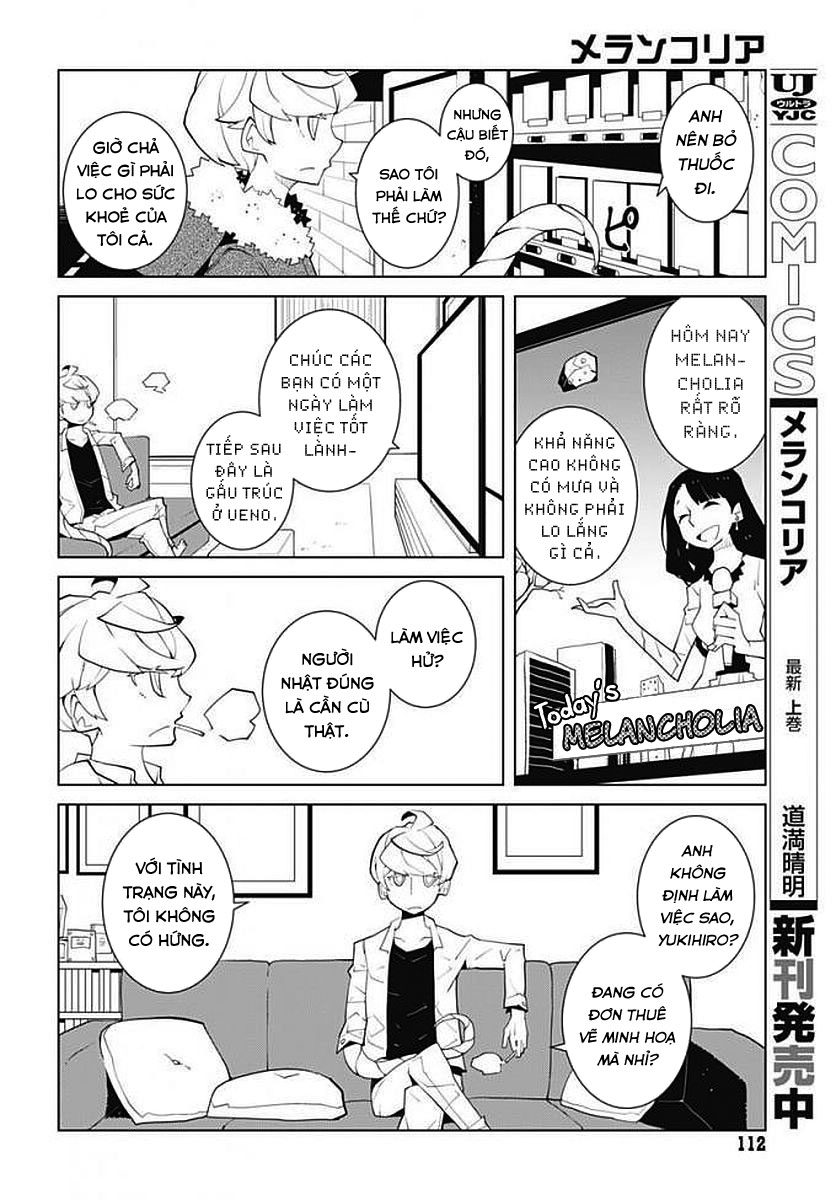 メランコリア
ANH
NÊN BỎ
THUỐC
ĐI.
NHƯNG
CẬU BIẾT
ĐÓ,
SAO TÔI
PHẢI LÀM
THẾ CHỨ?
GIỜ CHẢ
VIỆC GÌ PHẢI
LO CHO SỨC
KHOẺ CỦA
TÔI CẢ.
ピ
HÔM NAY
MELAN-
CHOLIA
RẤT RÕ
RÀNG.
KHẢ NĂNG
CAO KHÔNG
CÓ MƯA VÀ
KHÔNG PHẢI
LO LẮNG
GÌ CẢ.
Today's
MELANCHOLIA
CHÚC CÁC
BẠN CÓ MỘT
NGÀY LÀM
VIỆC TỐT
LÀNH-
TIẾP SAU
ĐÂY LÀ
GẤU TRÚC
Ở UENO.
LÀM VIỆC
HỬ?
NGƯỜI
NHẬT ĐÚNG
LÀ CẦN CÙ
THẬT.
ANH
KHÔNG
ĐỊNH LÀM
VIỆC SAO,
YUKIHIRO?
ĐANG CÓ
ĐƠN THUÊ
VẼ MINH HOẠ
MÀ NHỈ?
VỚI TÌNH
TRẠNG NÀY,
TÔI KHÔNG
CÓ HỨNG.
UJ
ウルトラ
YJC
COMICS
メランコリア
最新 上巻
道満晴明
新刊発売中
112